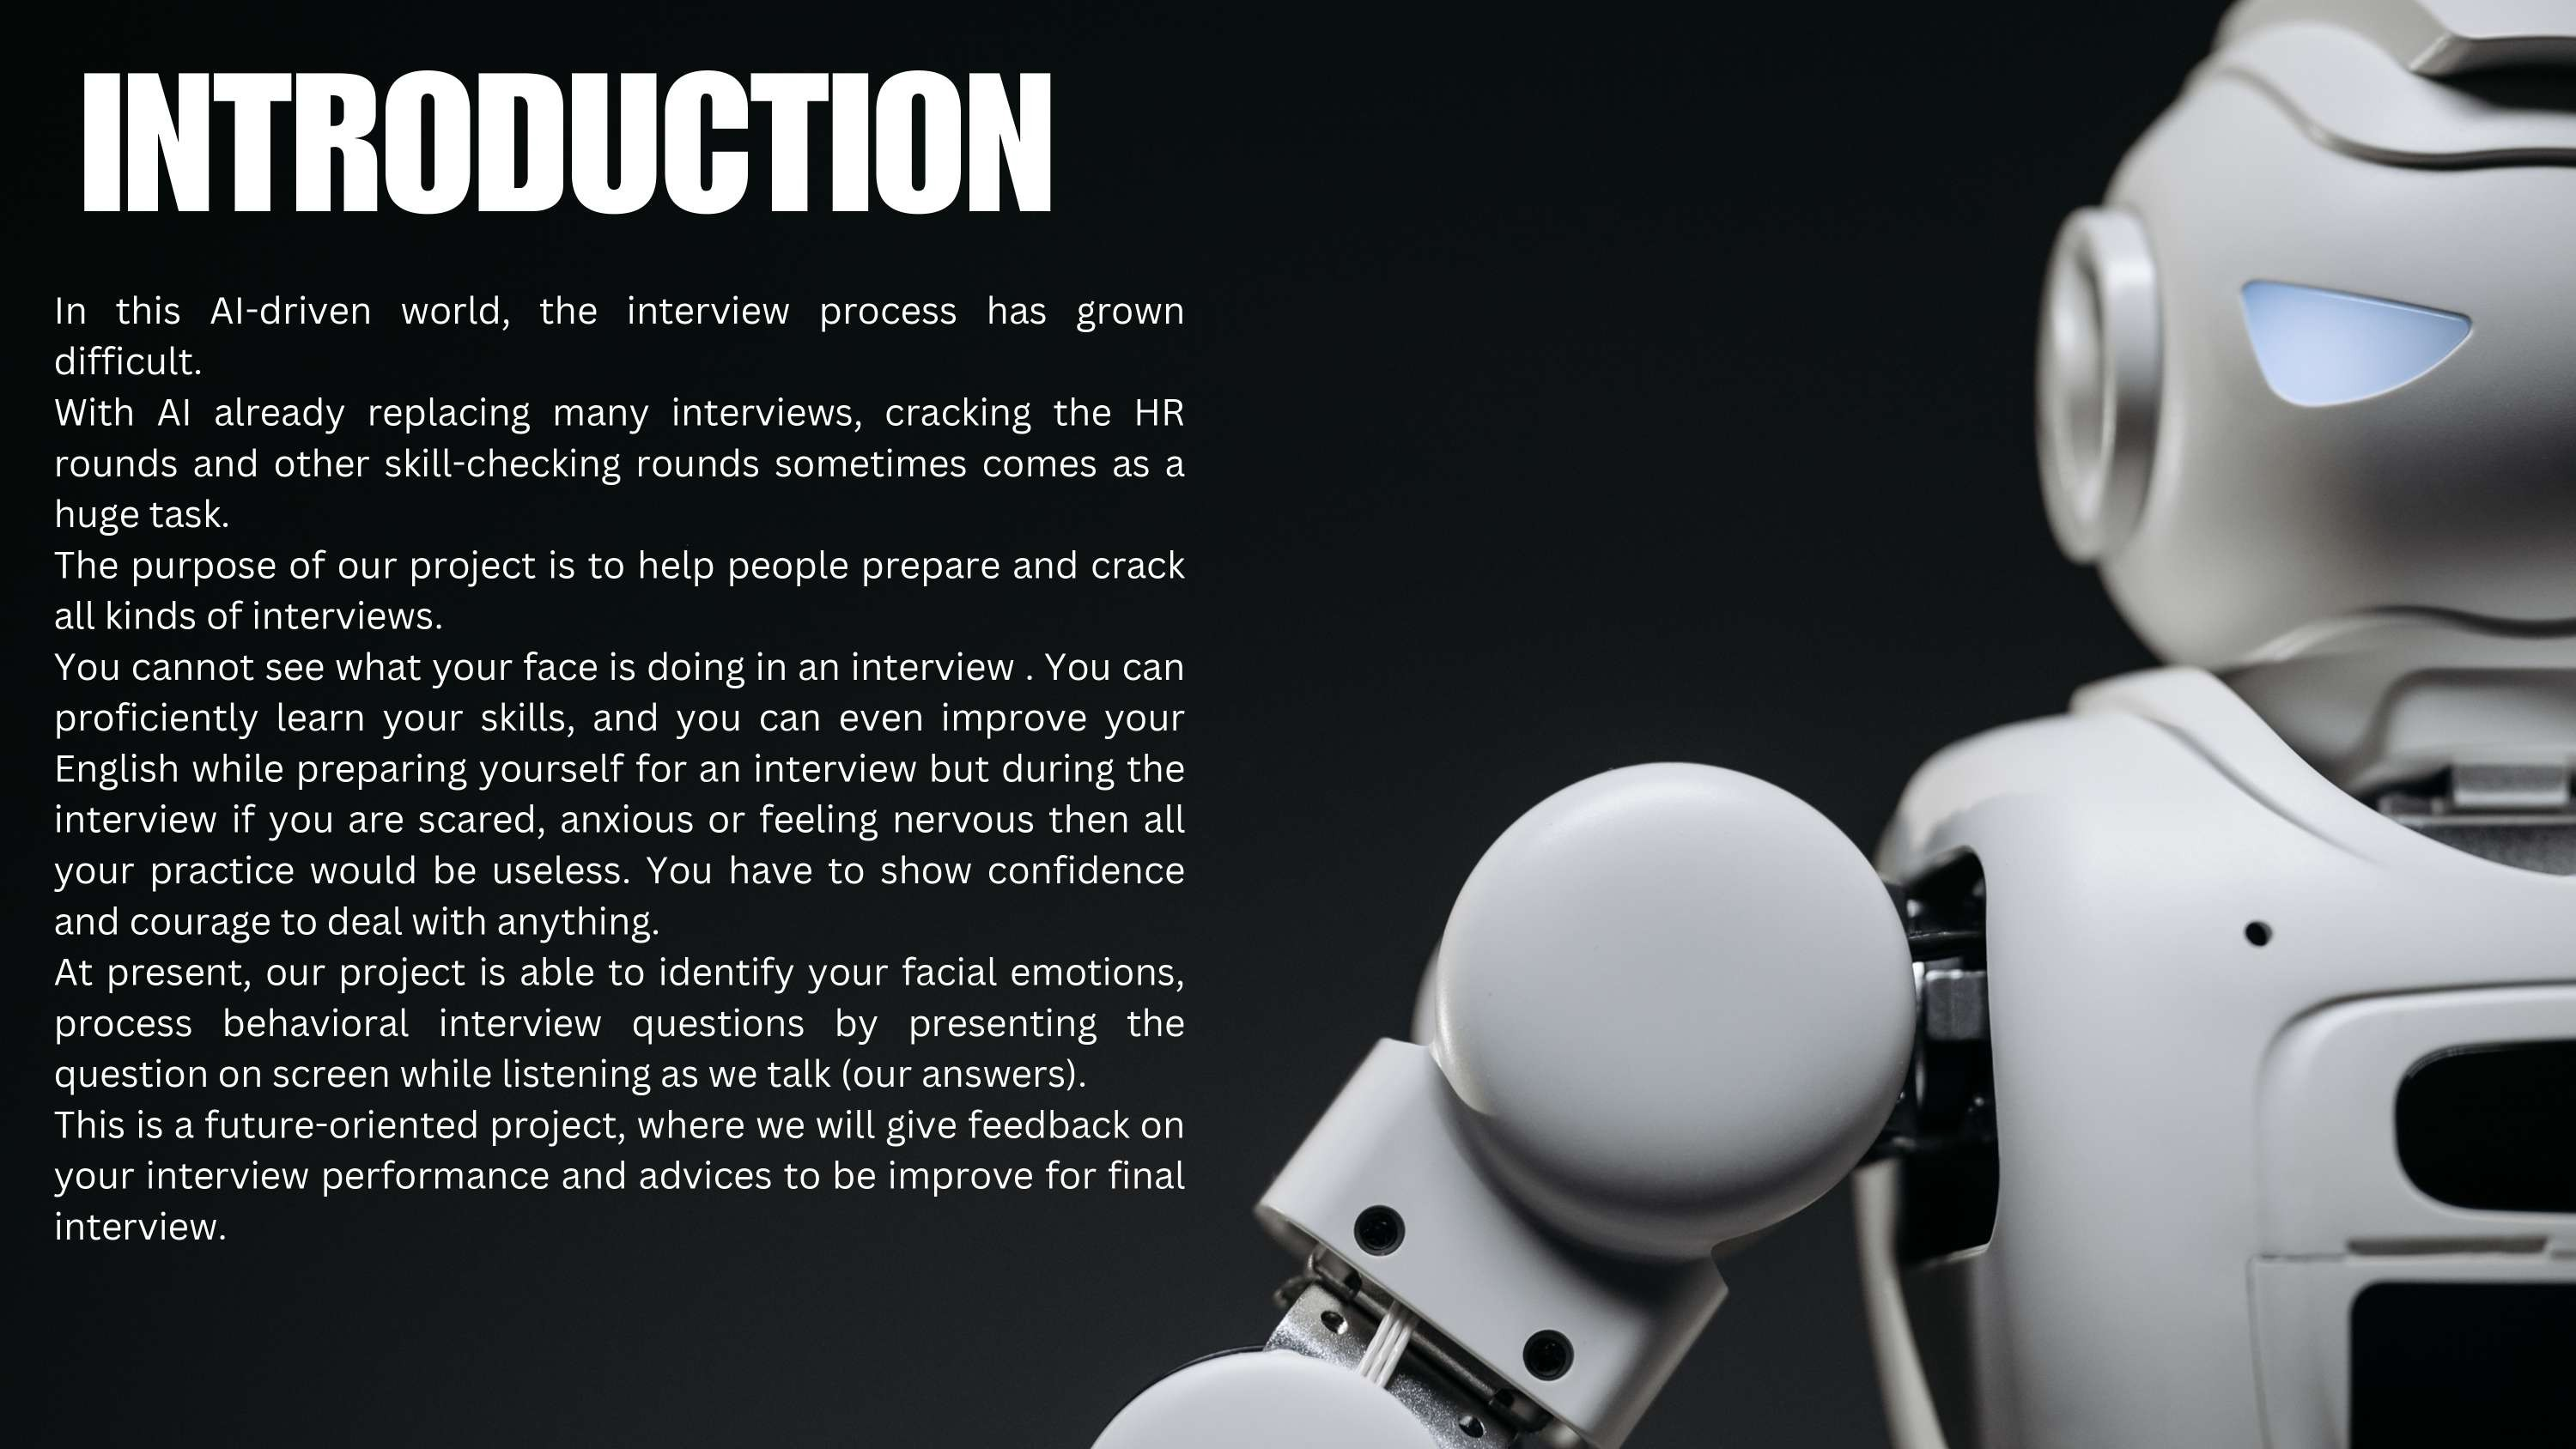 INTRODUCTION
In this AI-driven world, the interview process has grown
difficult.
With AI already replacing many interviews, cracking the HR
rounds and other skill-checking rounds sometimes comes as a
huge task.
The purpose of our project is to help people prepare and crack
all kinds of interviews.
You cannot see what your face is doing in an interview . You can
proficiently learn your skills, and you can even improve your
English while preparing yourself for an interview but during the
interview if you are scared, anxious or feeling nervous then all
your practice would be useless. You have to show confidence
and courage to deal with anything.
At present, our project is able to identify your facial emotions,
process behavioral interview questions by presenting the
question on screen while listening as we talk (our answers).
This is a future-oriented project, where we will give feedback on
your interview performance and advices to be improve for final
interview.